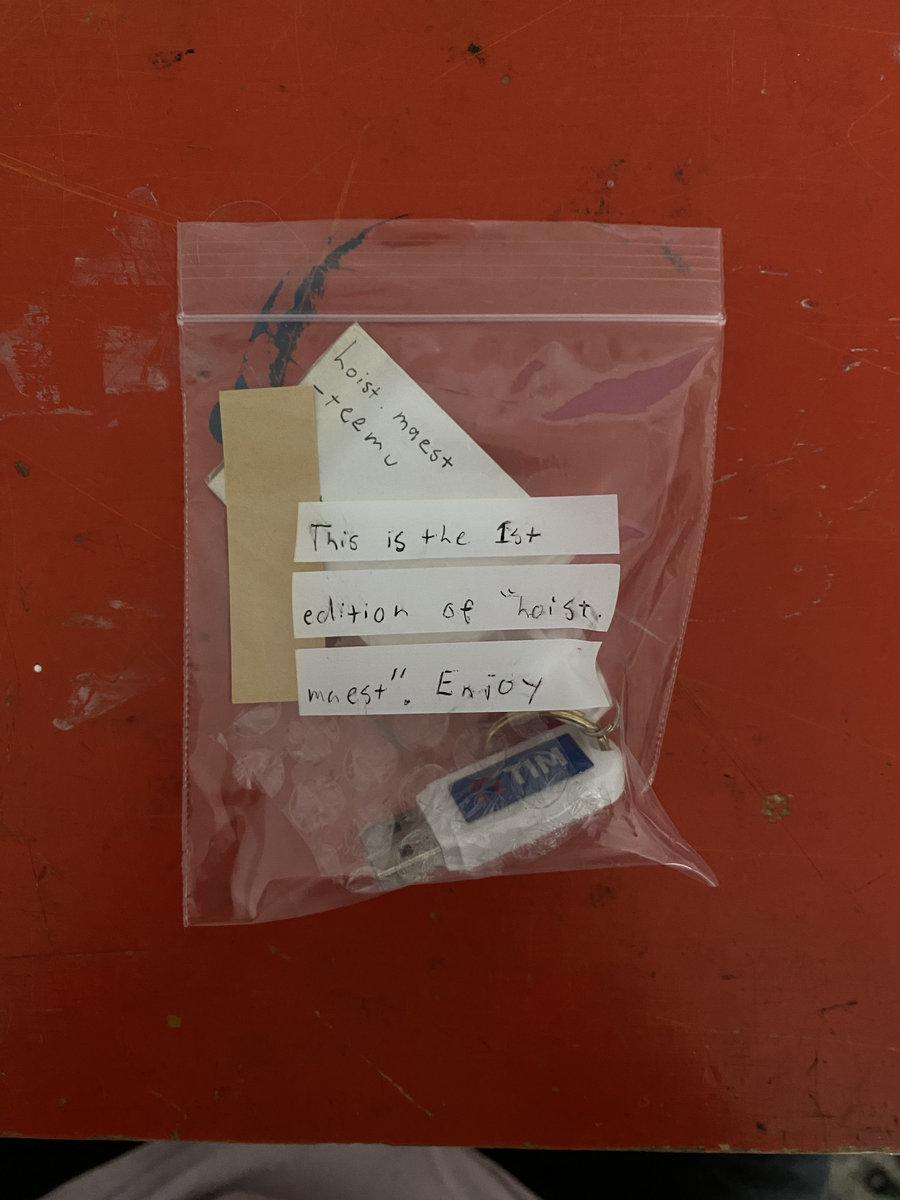 hoist. maest
-teemu
This is the 1st
edition of "hoist.
maest". Enjoy
TIM